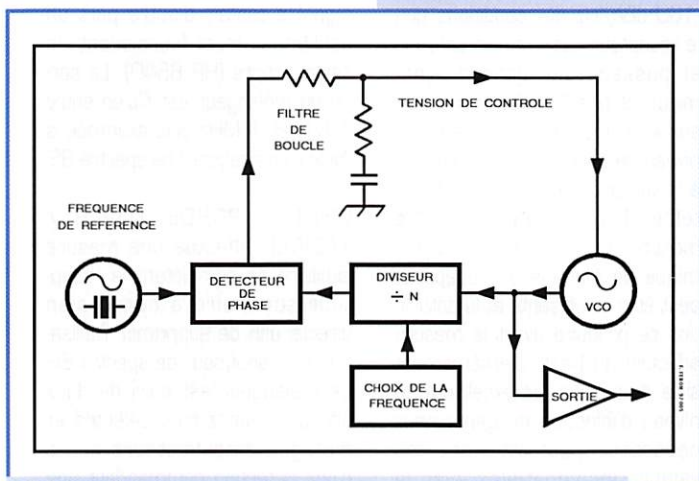 FILTRE
DE
BOUCLE
TENSION DE CONTROLE
FREQUENCE
DE REFERENCE
DETECTEUR
DE
PHASE
DIVISEUR
÷ N
VCO
CHOIX DE LA
FREQUENCE
SORTIE